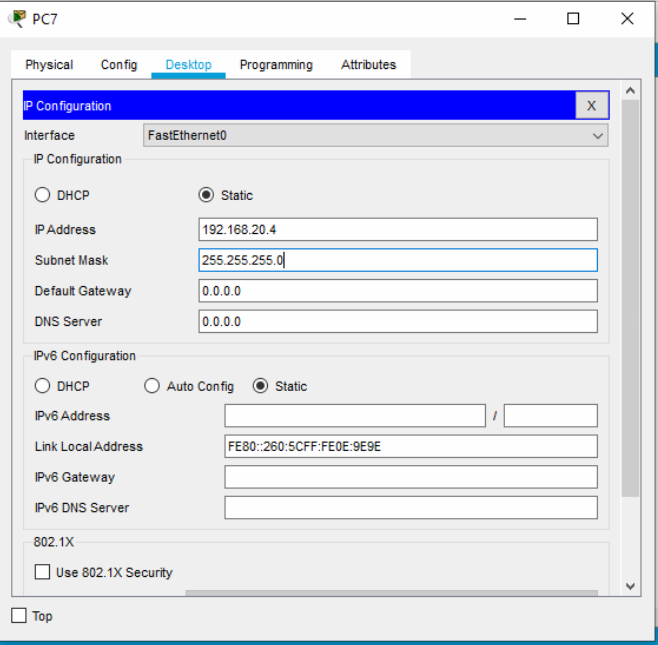 PC7
Physical Config Desktop Programming Attributes
IP Configuration X
Interface FastEthernet0
IP Configuration
DHCP Static
IP Address 192.168.20.4
Subnet Mask 255.255.255.0
Default Gateway 0.0.0.0
DNS Server 0.0.0.0
IPv6 Configuration
DHCP Auto Config Static
IPv6 Address /
Link Local Address FE80::260:5CFF:FE0E:9E9E
IPv6 Gateway
IPv6 DNS Server
802.1X
Use 802.1X Security
Top